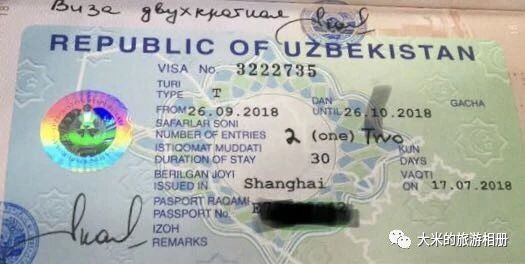 Виза двухкратная
REPUBLIC OF UZBEKISTAN
VISA No. 3222735
TURI
TYPE T
DAN GACHA
FROM 26.09.2018 UNTIL 26.10.2018
SAFARLAR SONI
NUMBER OF ENTRIES 2 (one) Two
ISTIQOMAT MUDDATI KUN
DURATION OF STAY 30 DAYS
BERILGAN JOYI VAQTI
ISSUED IN Shanghai ON 17.07.2018
PASPORT RAQAMI
PASSPORT No. E
IZOH
REMARKS
大米的旅游相册